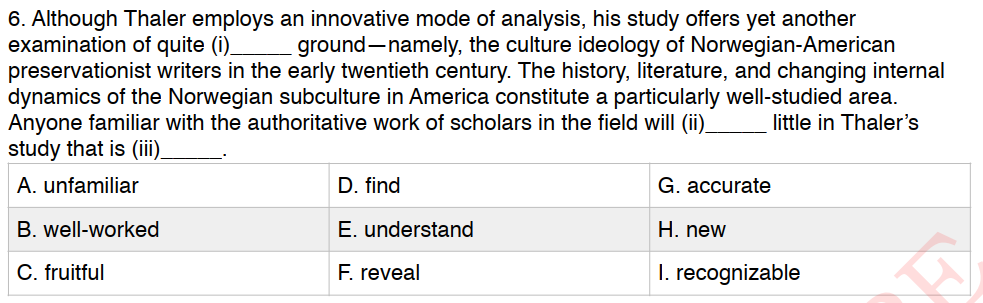 6. Although Thaler employs an innovative mode of analysis, his study offers yet another
examination of quite (i)_____ ground—namely, the culture ideology of Norwegian-American
preservationist writers in the early twentieth century. The history, literature, and changing internal
dynamics of the Norwegian subculture in America constitute a particularly well-studied area.
Anyone familiar with the authoritative work of scholars in the field will (ii)_____ little in Thaler’s
study that is (iii)_____.
A. unfamiliar D. find G. accurate
B. well-worked E. understand H. new
C. fruitful F. reveal I. recognizable